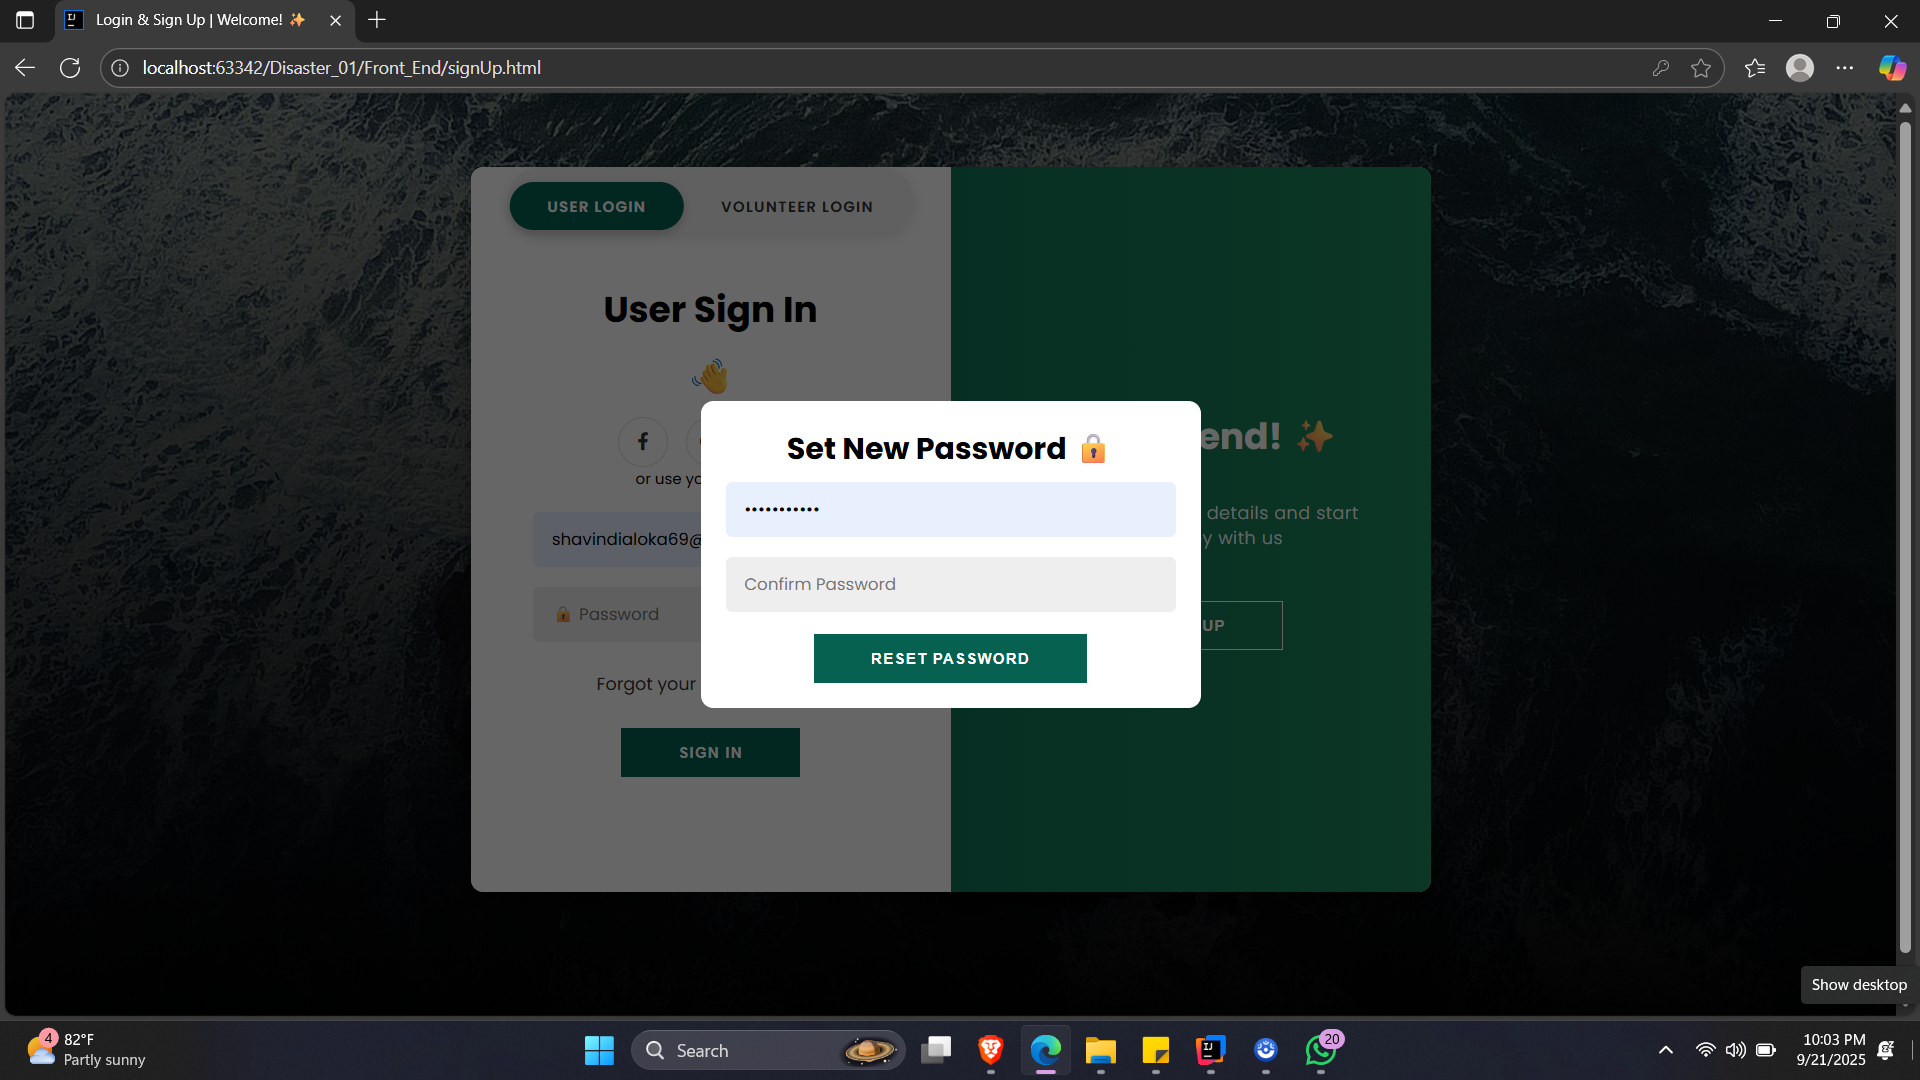 Login & Sign Up | Welcome! ✨
localhost:63342/Disaster_01/Front_End/signUp.html
USER LOGIN
VOLUNTEER LOGIN
User Sign In
👋
or use yo
shavindialoka69@
🔒 Password
Forgot your
SIGN IN
Set New Password 🔒
•••••••••••
Confirm Password
RESET PASSWORD
end! ✨
details and start
y with us
UP
Show desktop
4
82°F
Partly sunny
Search
20
10:03 PM
9/21/2025